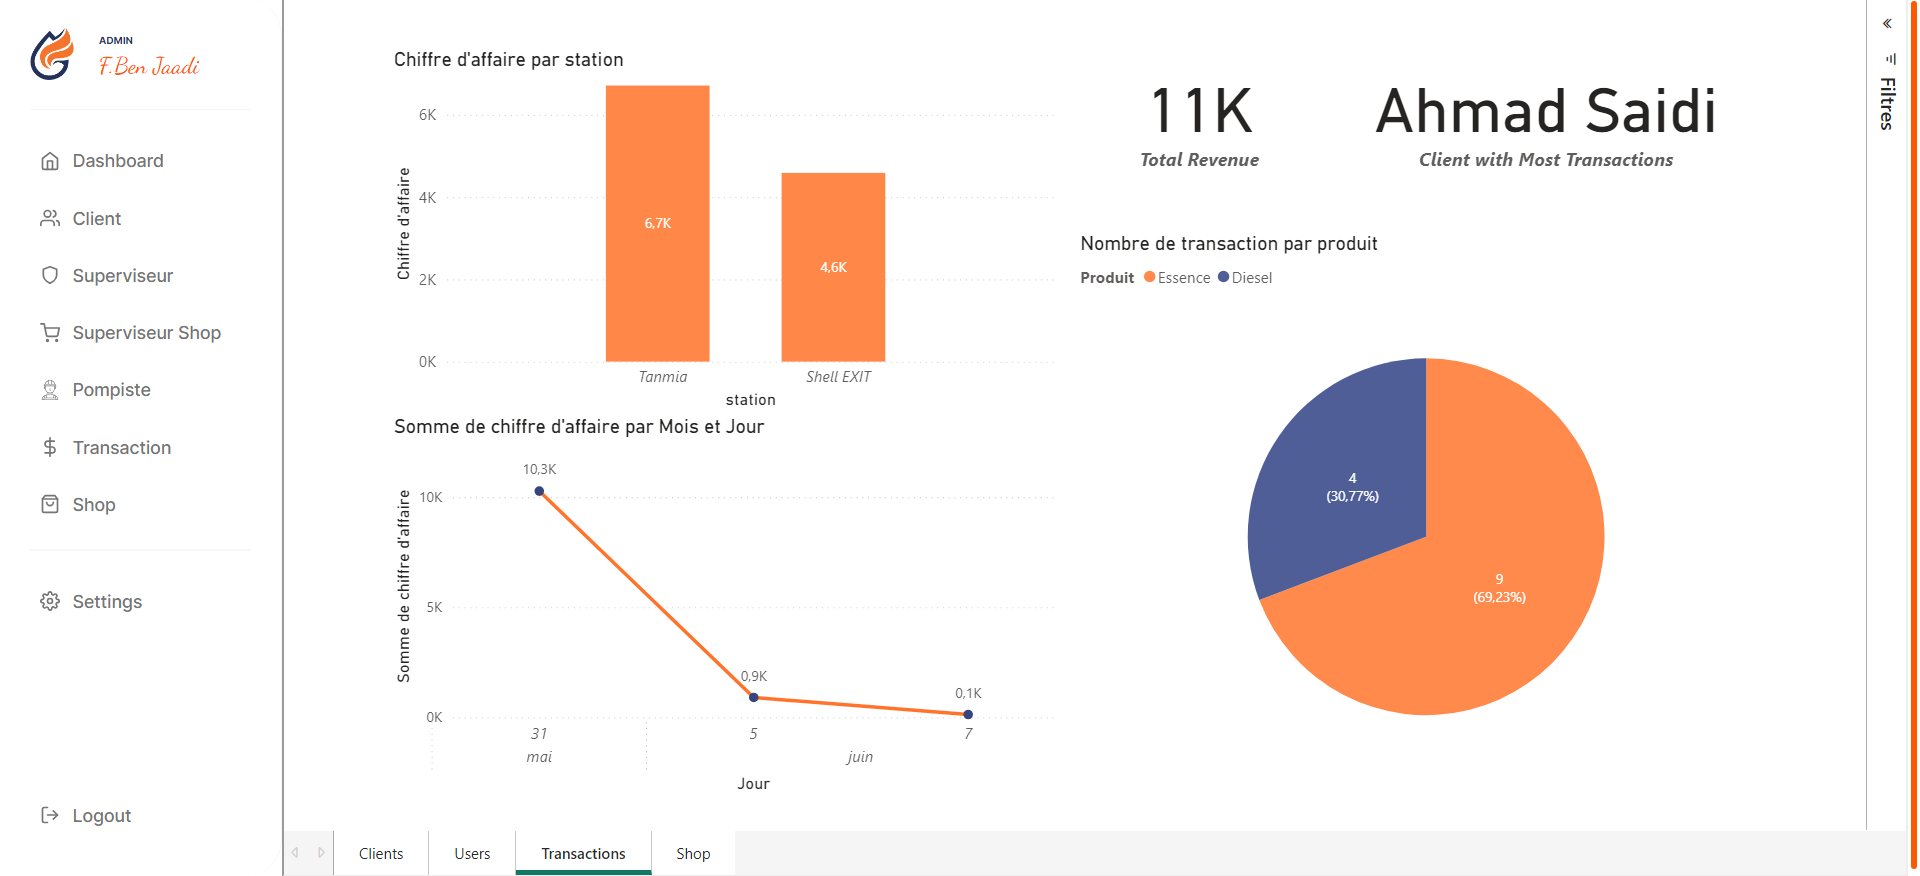 ADMIN
F.Ben Jaadi
Dashboard
Client
Superviseur
Superviseur Shop
Pompiste
Transaction
Shop
Settings
Logout
Chiffre d'affaire par station
Chiffre d'affaire
6K
4K
2K
0K
6,7K
4,6K
Tanmia
Shell EXIT
station
Somme de chiffre d'affaire par Mois et Jour
Somme de chiffre d'affaire
10K
5K
0K
10,3K
0,9K
0,1K
31
5
7
mai
juin
Jour
11K
Total Revenue
Ahmad Saidi
Client with Most Transactions
Nombre de transaction par produit
Produit Essence Diesel
4
(30,77%)
9
(69,23%)
Filtres
Clients
Users
Transactions
Shop